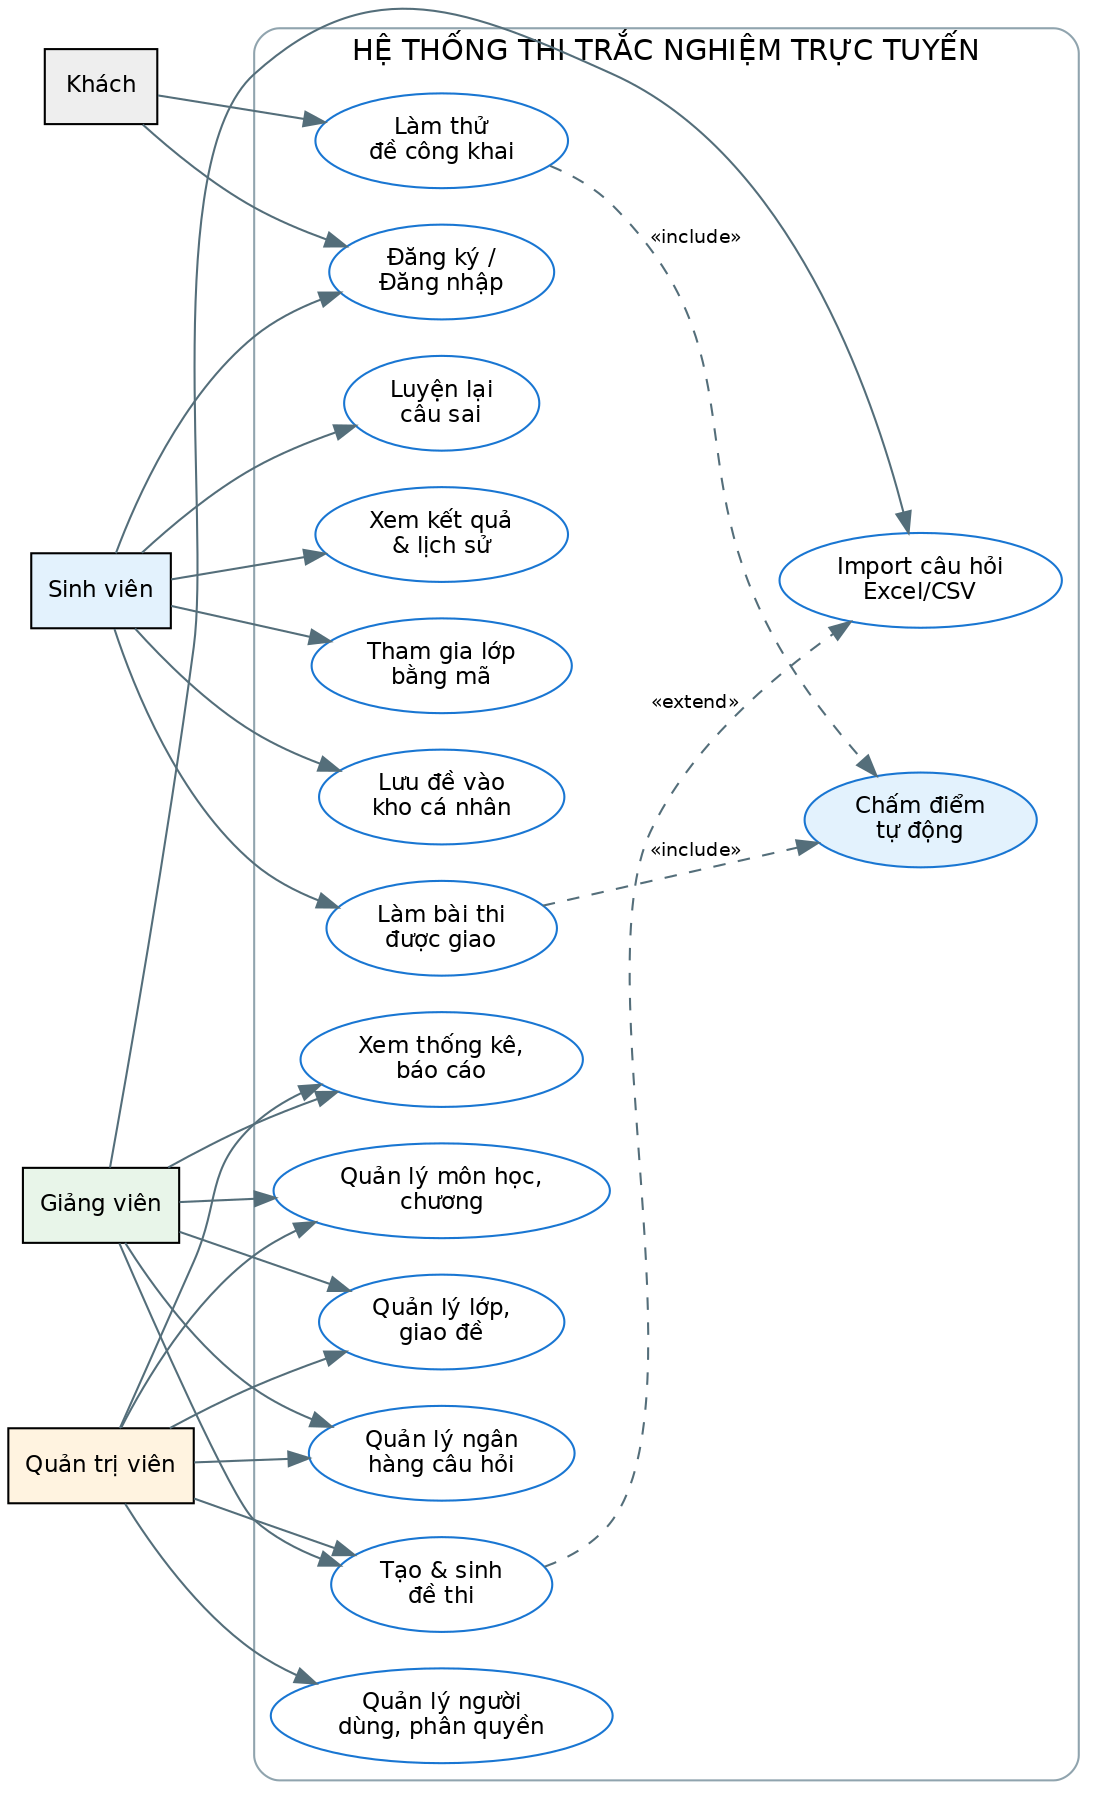 HỆ THỐNG THI TRẮC NGHIỆM TRỰC TUYẾN
Khách
Làm thử
đề công khai
«include»
Đăng ký /
Đăng nhập
Luyện lại
câu sai
Xem kết quả
& lịch sử
Import câu hỏi
Excel/CSV
Sinh viên
Tham gia lớp
bằng mã
«extend»
Lưu đề vào
kho cá nhân
Chấm điểm
tự động
«include»
Làm bài thi
được giao
Xem thống kê,
báo cáo
Giảng viên
Quản lý môn học,
chương
Quản lý lớp,
giao đề
Quản trị viên
Quản lý ngân
hàng câu hỏi
Tạo & sinh
đề thi
Quản lý người
dùng, phân quyền